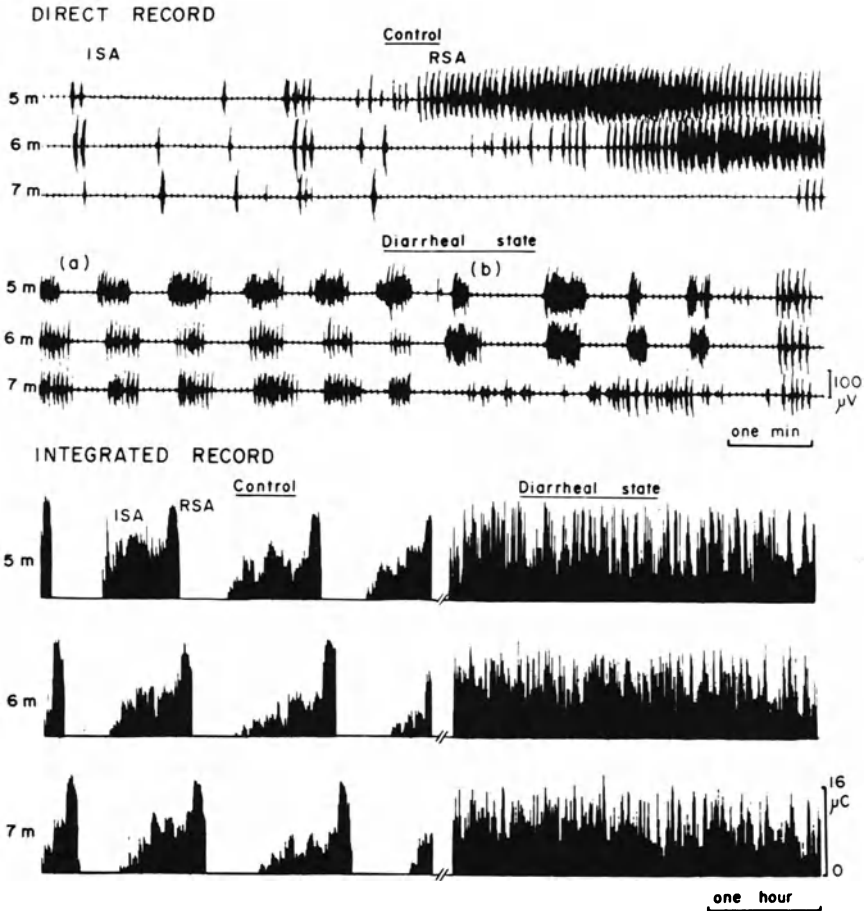 DIRECT RECORD
Control
ISA RSA
5 m
6 m
7 m
Diarrheal state
(a) (b)
5 m
6 m
7 m
100
μV
one min
INTEGRATED RECORD
Control Diarrheal state
ISA RSA
5 m
6 m
7 m
16
μC
0
one hour